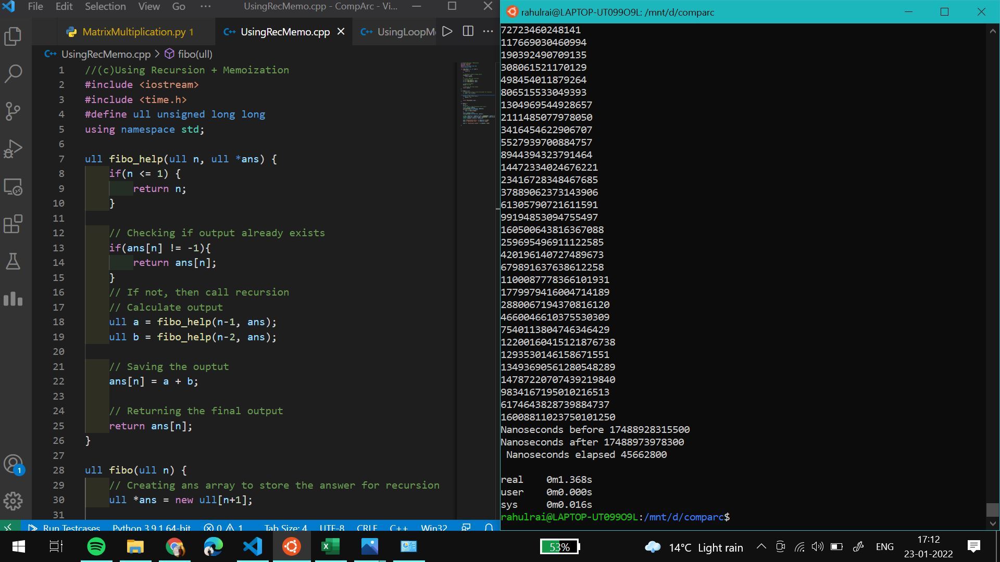 File Edit Selection View Go ··· UsingRecMemo.cpp - CompArc - Vi...
MatrixMultiplication.py 1 UsingRecMemo.cpp UsingLoopM
UsingRecMemo.cpp > fibo(ull)
1 //(c)Using Recursion + Memoization
2 #include <iostream>
3 #include <time.h>
4 #define ull unsigned long long
5 using namespace std;
6
7 ull fibo_help(ull n, ull *ans) {
8 if(n <= 1) {
9 return n;
10 }
11
12 // Checking if output already exists
13 if(ans[n] != -1){
14 return ans[n];
15 }
16 // If not, then call recursion
17 // Calculate output
18 ull a = fibo_help(n-1, ans);
19 ull b = fibo_help(n-2, ans);
20
21 // Saving the ouptut
22 ans[n] = a + b;
23
24 // Returning the final output
25 return ans[n];
26 }
27
28 ull fibo(ull n) {
29 // Creating ans array to store the answer for recursion
30 ull *ans = new ull[n+1];
31
1
Run Testcases Python 3.9.1 64-bit 0 1 Tab Size: 4 UTF-8 CRLF C++ Win32
rahulrai@LAPTOP-UT099O9L: /mnt/d/comparc
72723460248141
117669030460994
190392490709135
308061521170129
498454011879264
806515533049393
1304969544928657
2111485077978050
3416454622906707
5527939700884757
8944394323791464
14472334024676221
23416728348467685
37889062373143906
61305790721611591
99194853094755497
160500643816367088
259695496911122585
420196140727489673
679891637638612258
1100087778366101931
1779979416004714189
2880067194370816120
4660046610375530309
7540113804746346429
12200160415121876738
1293530146158671551
13493690561280548289
14787220707439219840
9834167195010216513
6174643828739884737
16008811023750101250
Nanoseconds before 17488928315500
Nanoseconds after 17488973978300
Nanoseconds elapsed 45662800
real 0m1.368s
user 0m0.000s
sys 0m0.016s
rahulrai@LAPTOP-UT099O9L:/mnt/d/comparc$
53% 14°C Light rain ENG 17:12
23-01-2022